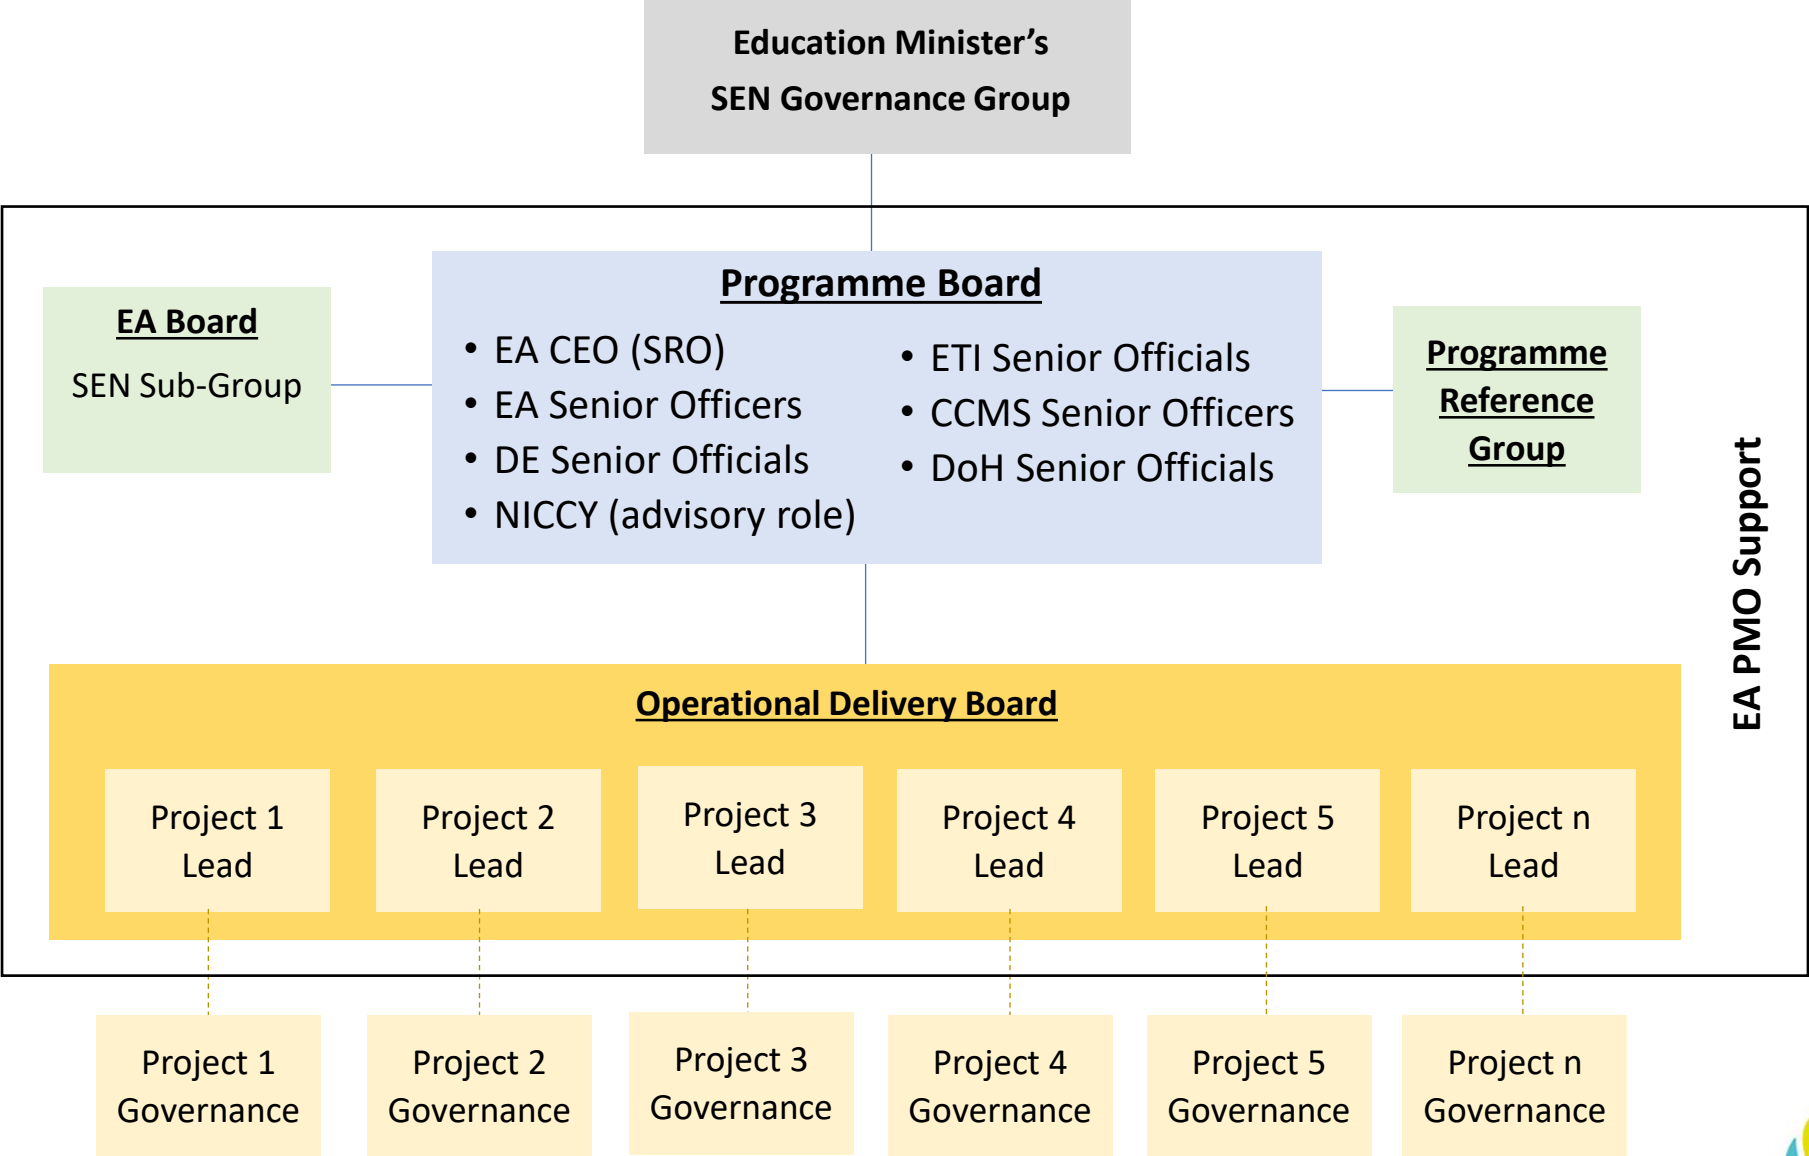 Education Minister’s
SEN Governance Group
Programme Board
• EA CEO (SRO)
• EA Senior Officers
• DE Senior Officials
• NICCY (advisory role)
• ETI Senior Officials
• CCMS Senior Officers
• DoH Senior Officials
EA Board
SEN Sub-Group
Programme
Reference
Group
EA PMO Support
Operational Delivery Board
Project 1
Lead
Project 2
Lead
Project 3
Lead
Project 4
Lead
Project 5
Lead
Project n
Lead
Project 1
Governance
Project 2
Governance
Project 3
Governance
Project 4
Governance
Project 5
Governance
Project n
Governance